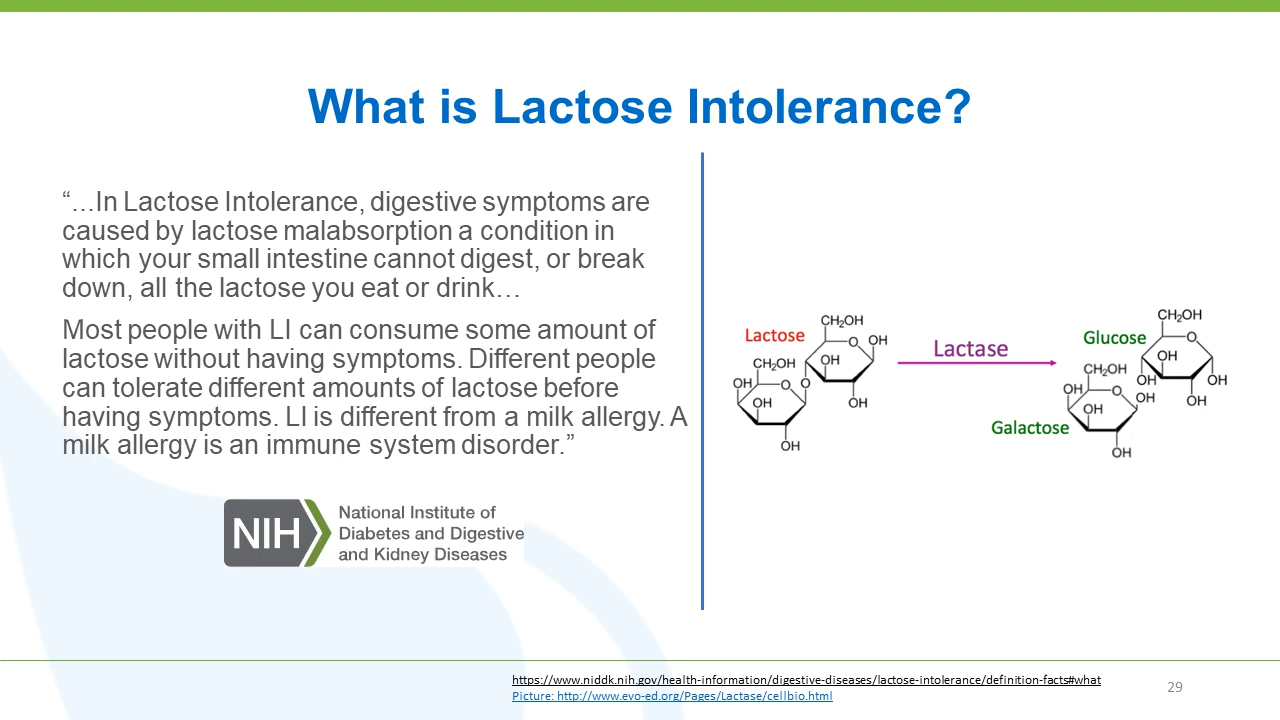 What is Lactose Intolerance?
“…In Lactose Intolerance, digestive symptoms are
caused by lactose malabsorption a condition in
which your small intestine cannot digest, or break
down, all the lactose you eat or drink…
Most people with LI can consume some amount of
lactose without having symptoms. Different people
can tolerate different amounts of lactose before
having symptoms. LI is different from a milk allergy. A
milk allergy is an immune system disorder.”
NIH
National Institute of
Diabetes and Digestive
and Kidney Diseases
Lactose
CH₂OH
O
OH
OH
OH
CH₂OH
O
O
OH
OH
OH
Lactase
Glucose
CH₂OH
O
OH
OH
OH
OH
Galactose
CH₂OH
O
OH
OH
OH
OH
https://www.niddk.nih.gov/health-information/digestive-diseases/lactose-intolerance/definition-facts#what
Picture: http://www.evo-ed.org/Pages/Lactase/cellbio.html
29